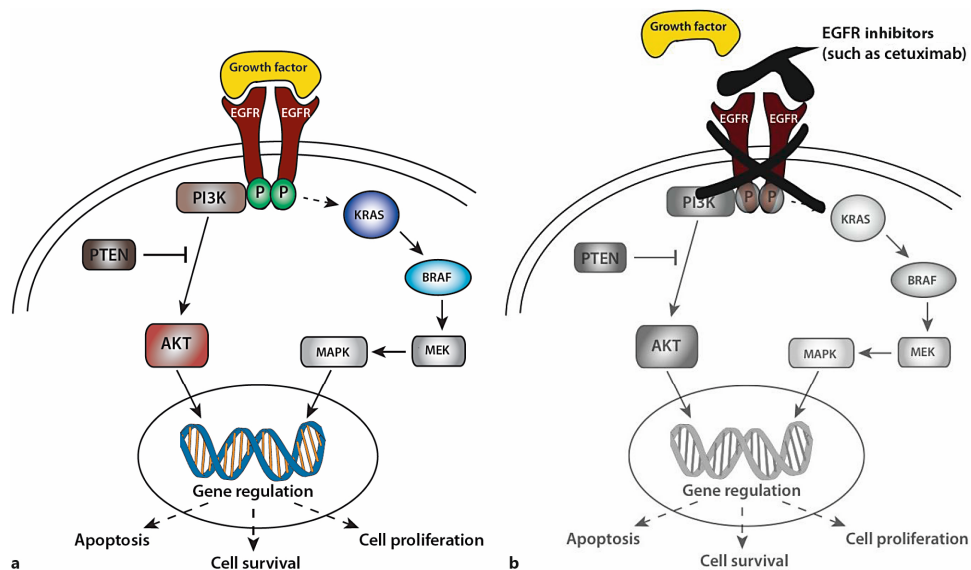 Growth factor
EGFR
EGFR
P
P
PI3K
KRAS
PTEN
BRAF
AKT
MAPK
MEK
Gene regulation
Apoptosis
Cell survival
Cell proliferation
a
Growth factor
EGFR inhibitors
(such as cetuximab)
EGFR
EGFR
P
P
PI3K
KRAS
PTEN
BRAF
AKT
MAPK
MEK
Gene regulation
Apoptosis
Cell survival
Cell proliferation
b